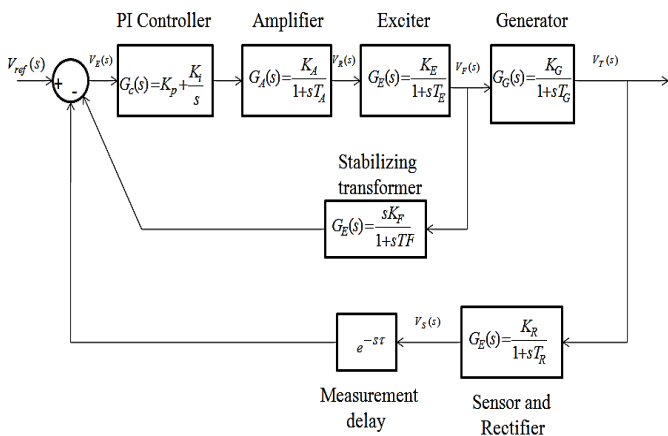 PI Controller
Amplifier
Exciter
Generator
V_ref(s)
+
-
V_E(s)
G_c(s)=K_p+K_i/s
G_A(s)=K_A/1+sT_A
V_R(s)
G_E(s)=K_E/1+sT_E
V_F(s)
G_G(s)=K_G/1+sT_G
V_T(s)
Stabilizing
transformer
G_E(s)=sK_F/1+sTF
e^{-sτ}
V_S(s)
G_E(s)=K_R/1+sT_R
Measurement
delay
Sensor and
Rectifier